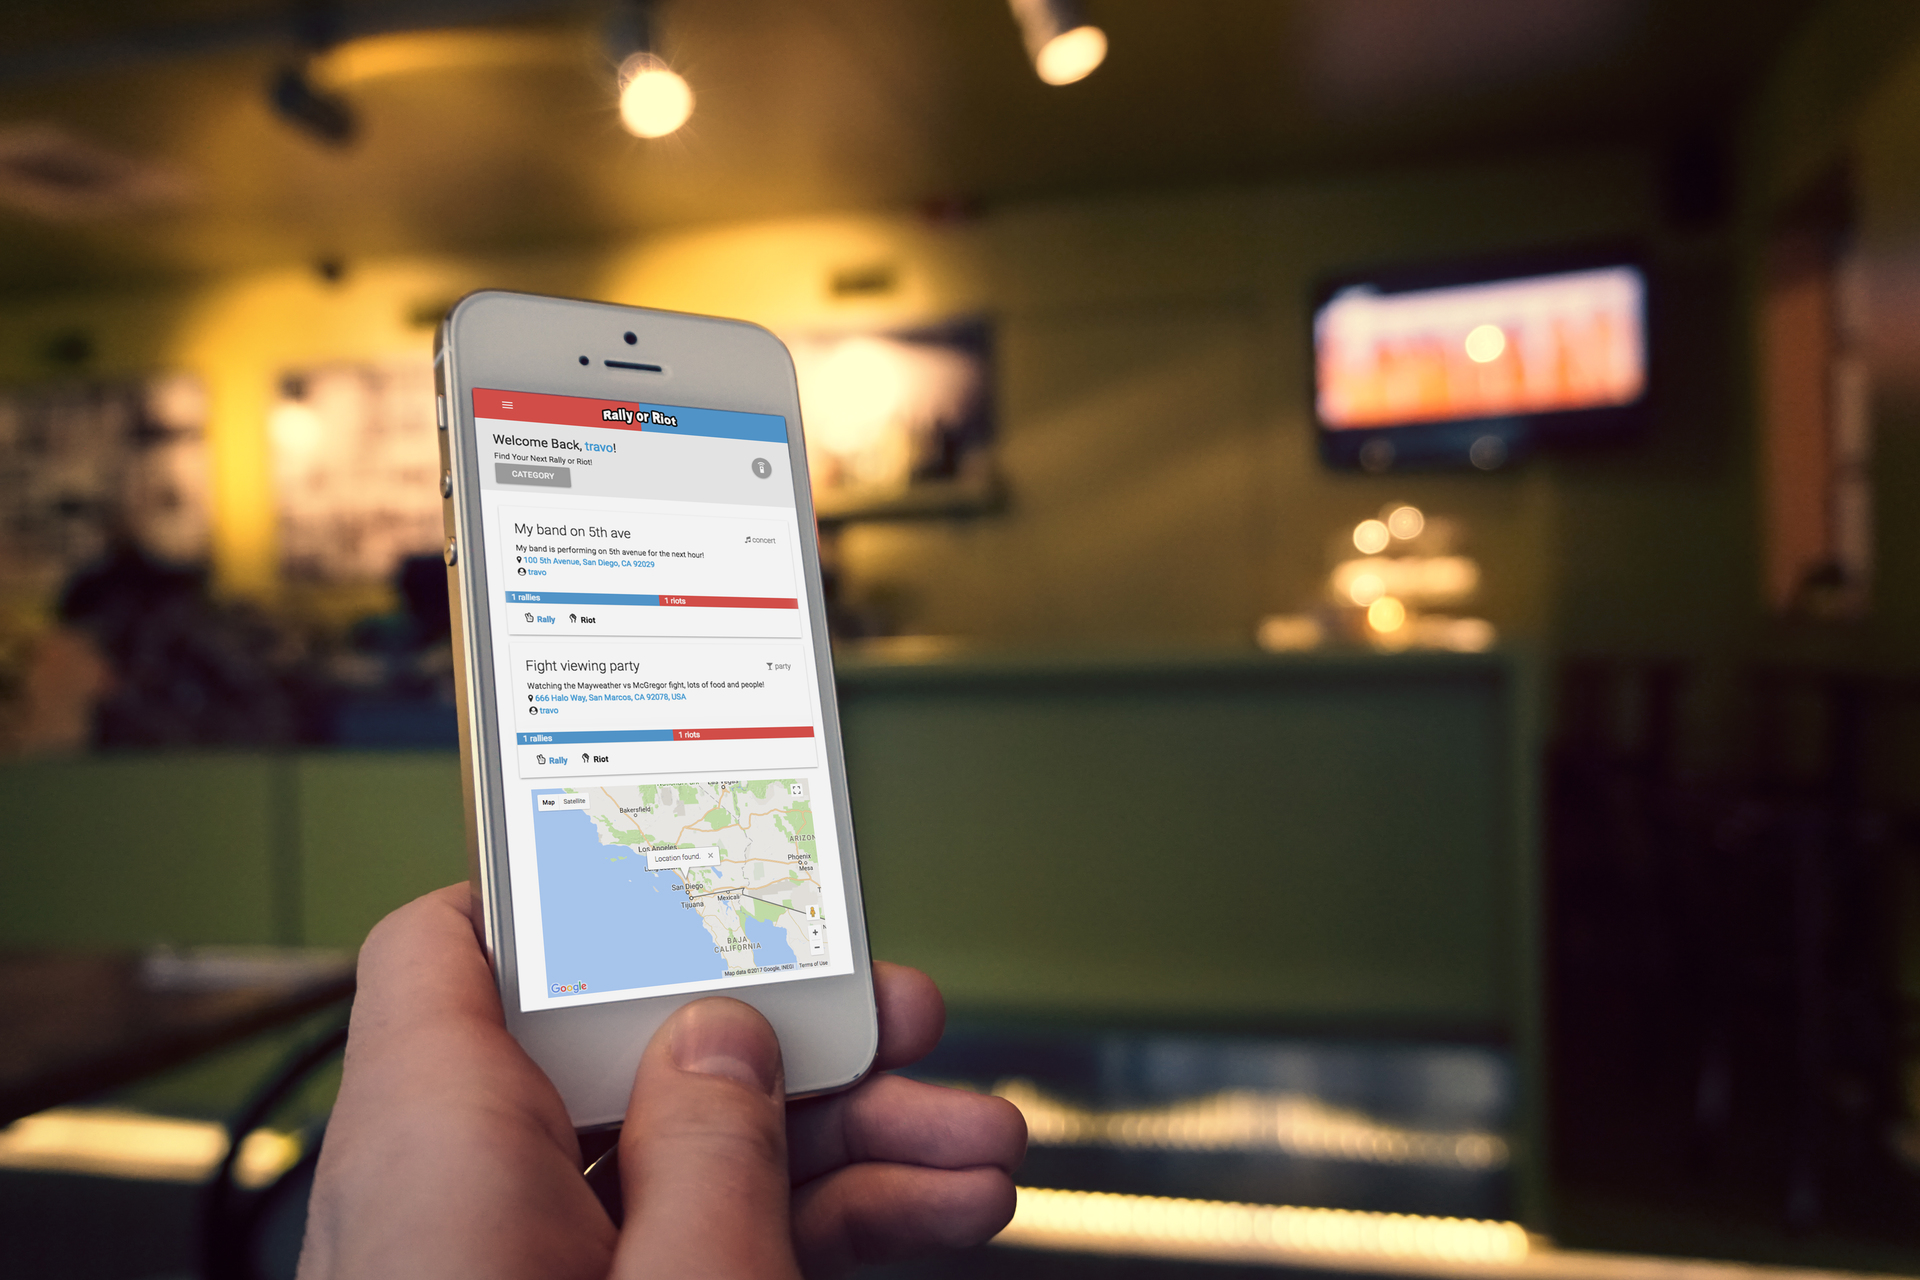 Rally or Riot
Welcome Back, travo!
Find Your Next Rally or Riot!
CATEGORY
My band on 5th ave
concert
My band is performing on 5th avenue for the next hour!
100 5th Avenue, San Diego, CA 92029
travo
1 rallies
1 riots
Rally
Riot
Fight viewing party
party
Watching the Mayweather vs McGregor fight, lots of food and people!
666 Halo Way, San Marcos, CA 92078, USA
travo
1 rallies
1 riots
Rally
Riot
Map
Satellite
Las Vegas
Bakersfield
ARIZON
Los Angeles
Location found.
Phoenix
Mesa
San Diego
Mexicali
Tijuana
BAJA
CALIFORNIA
Map data ©2017 Google, INEGI
Terms of Use
Google